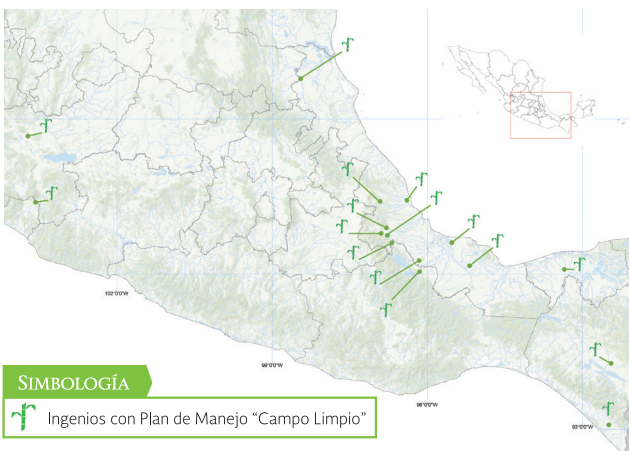 102°0'0"W
99°0'0"W
96°0'0"W
93°0'0"W
SIMBOLOGÍA
Ingenios con Plan de Manejo “Campo Limpio”